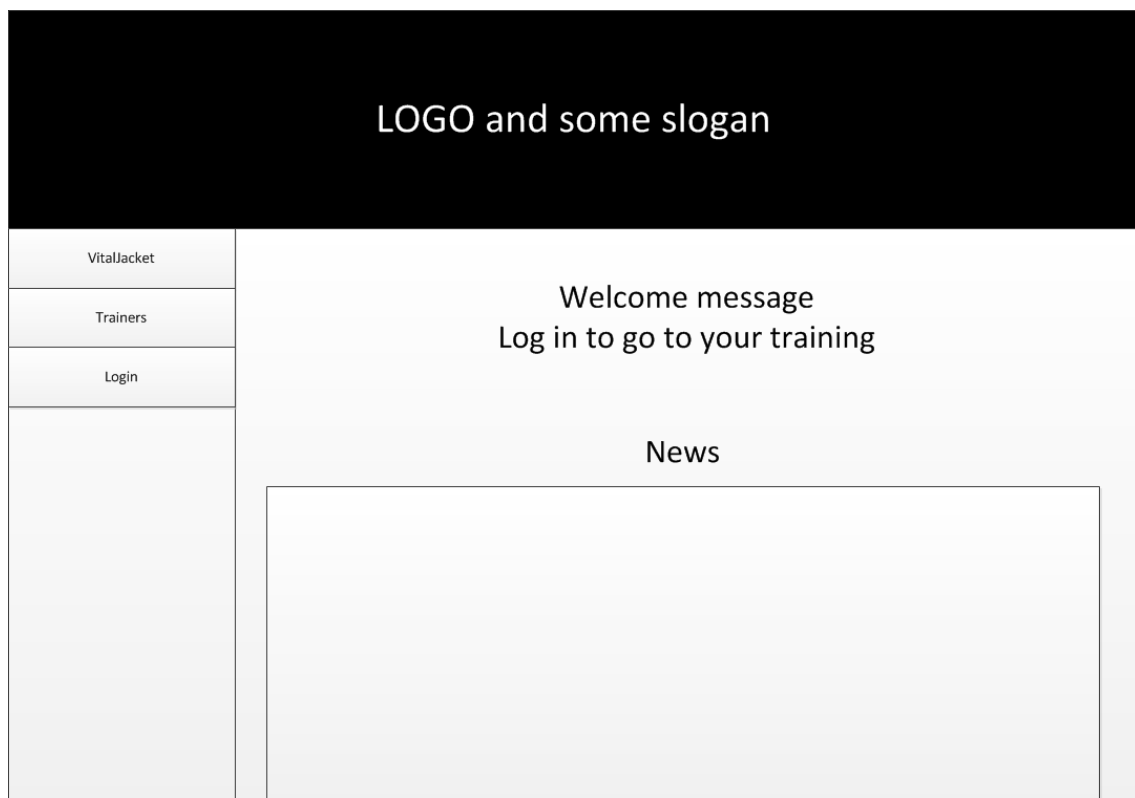 LOGO and some slogan
VitalJacket
Trainers
Login
Welcome message
Log in to go to your training
News